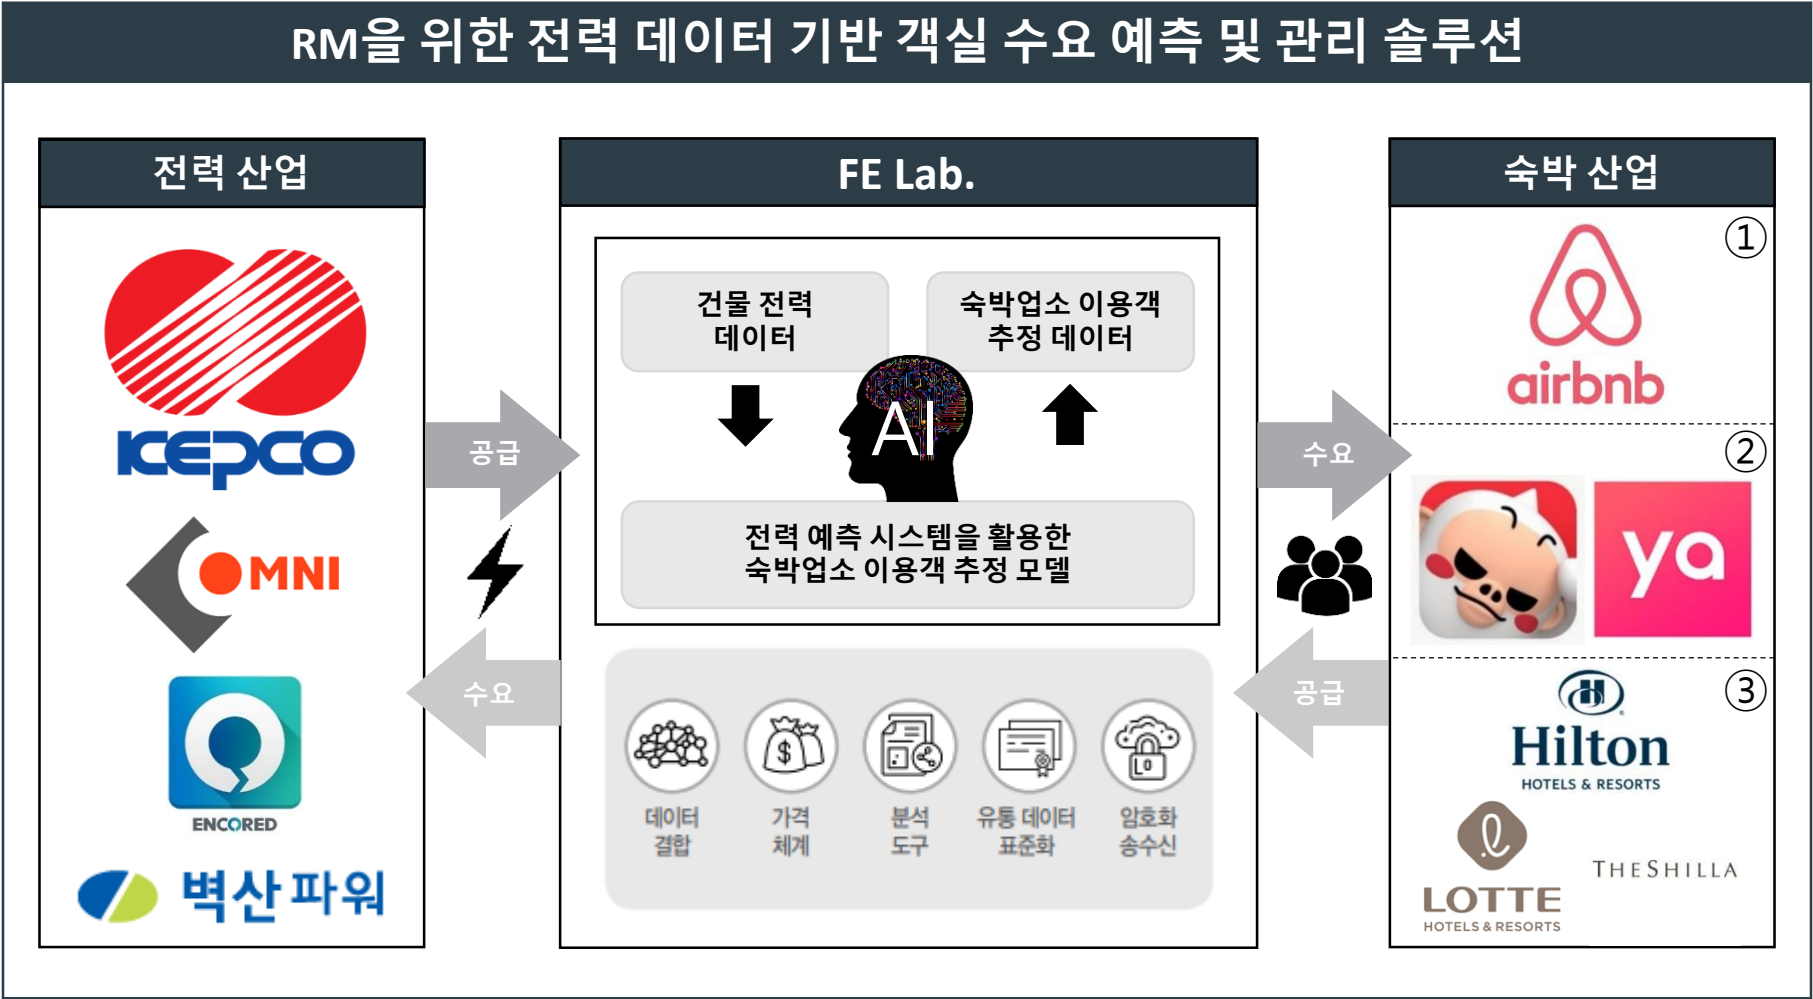 RM을 위한 전력 데이터 기반 객실 수요 예측 및 관리 솔루션
전력 산업
KEPCO
OMNI
ENCORED
벽산파워
공급
수요
FE Lab.
건물 전력
데이터
숙박업소 이용객
추정 데이터
AI
전력 예측 시스템을 활용한
숙박업소 이용객 추정 모델
데이터
결합
가격
체계
분석
도구
유통 데이터
표준화
암호화
송수신
수요
공급
숙박 산업
①
airbnb
②
ya
③
Hilton
HOTELS & RESORTS
LOTTE
HOTELS & RESORTS
THE SHILLA